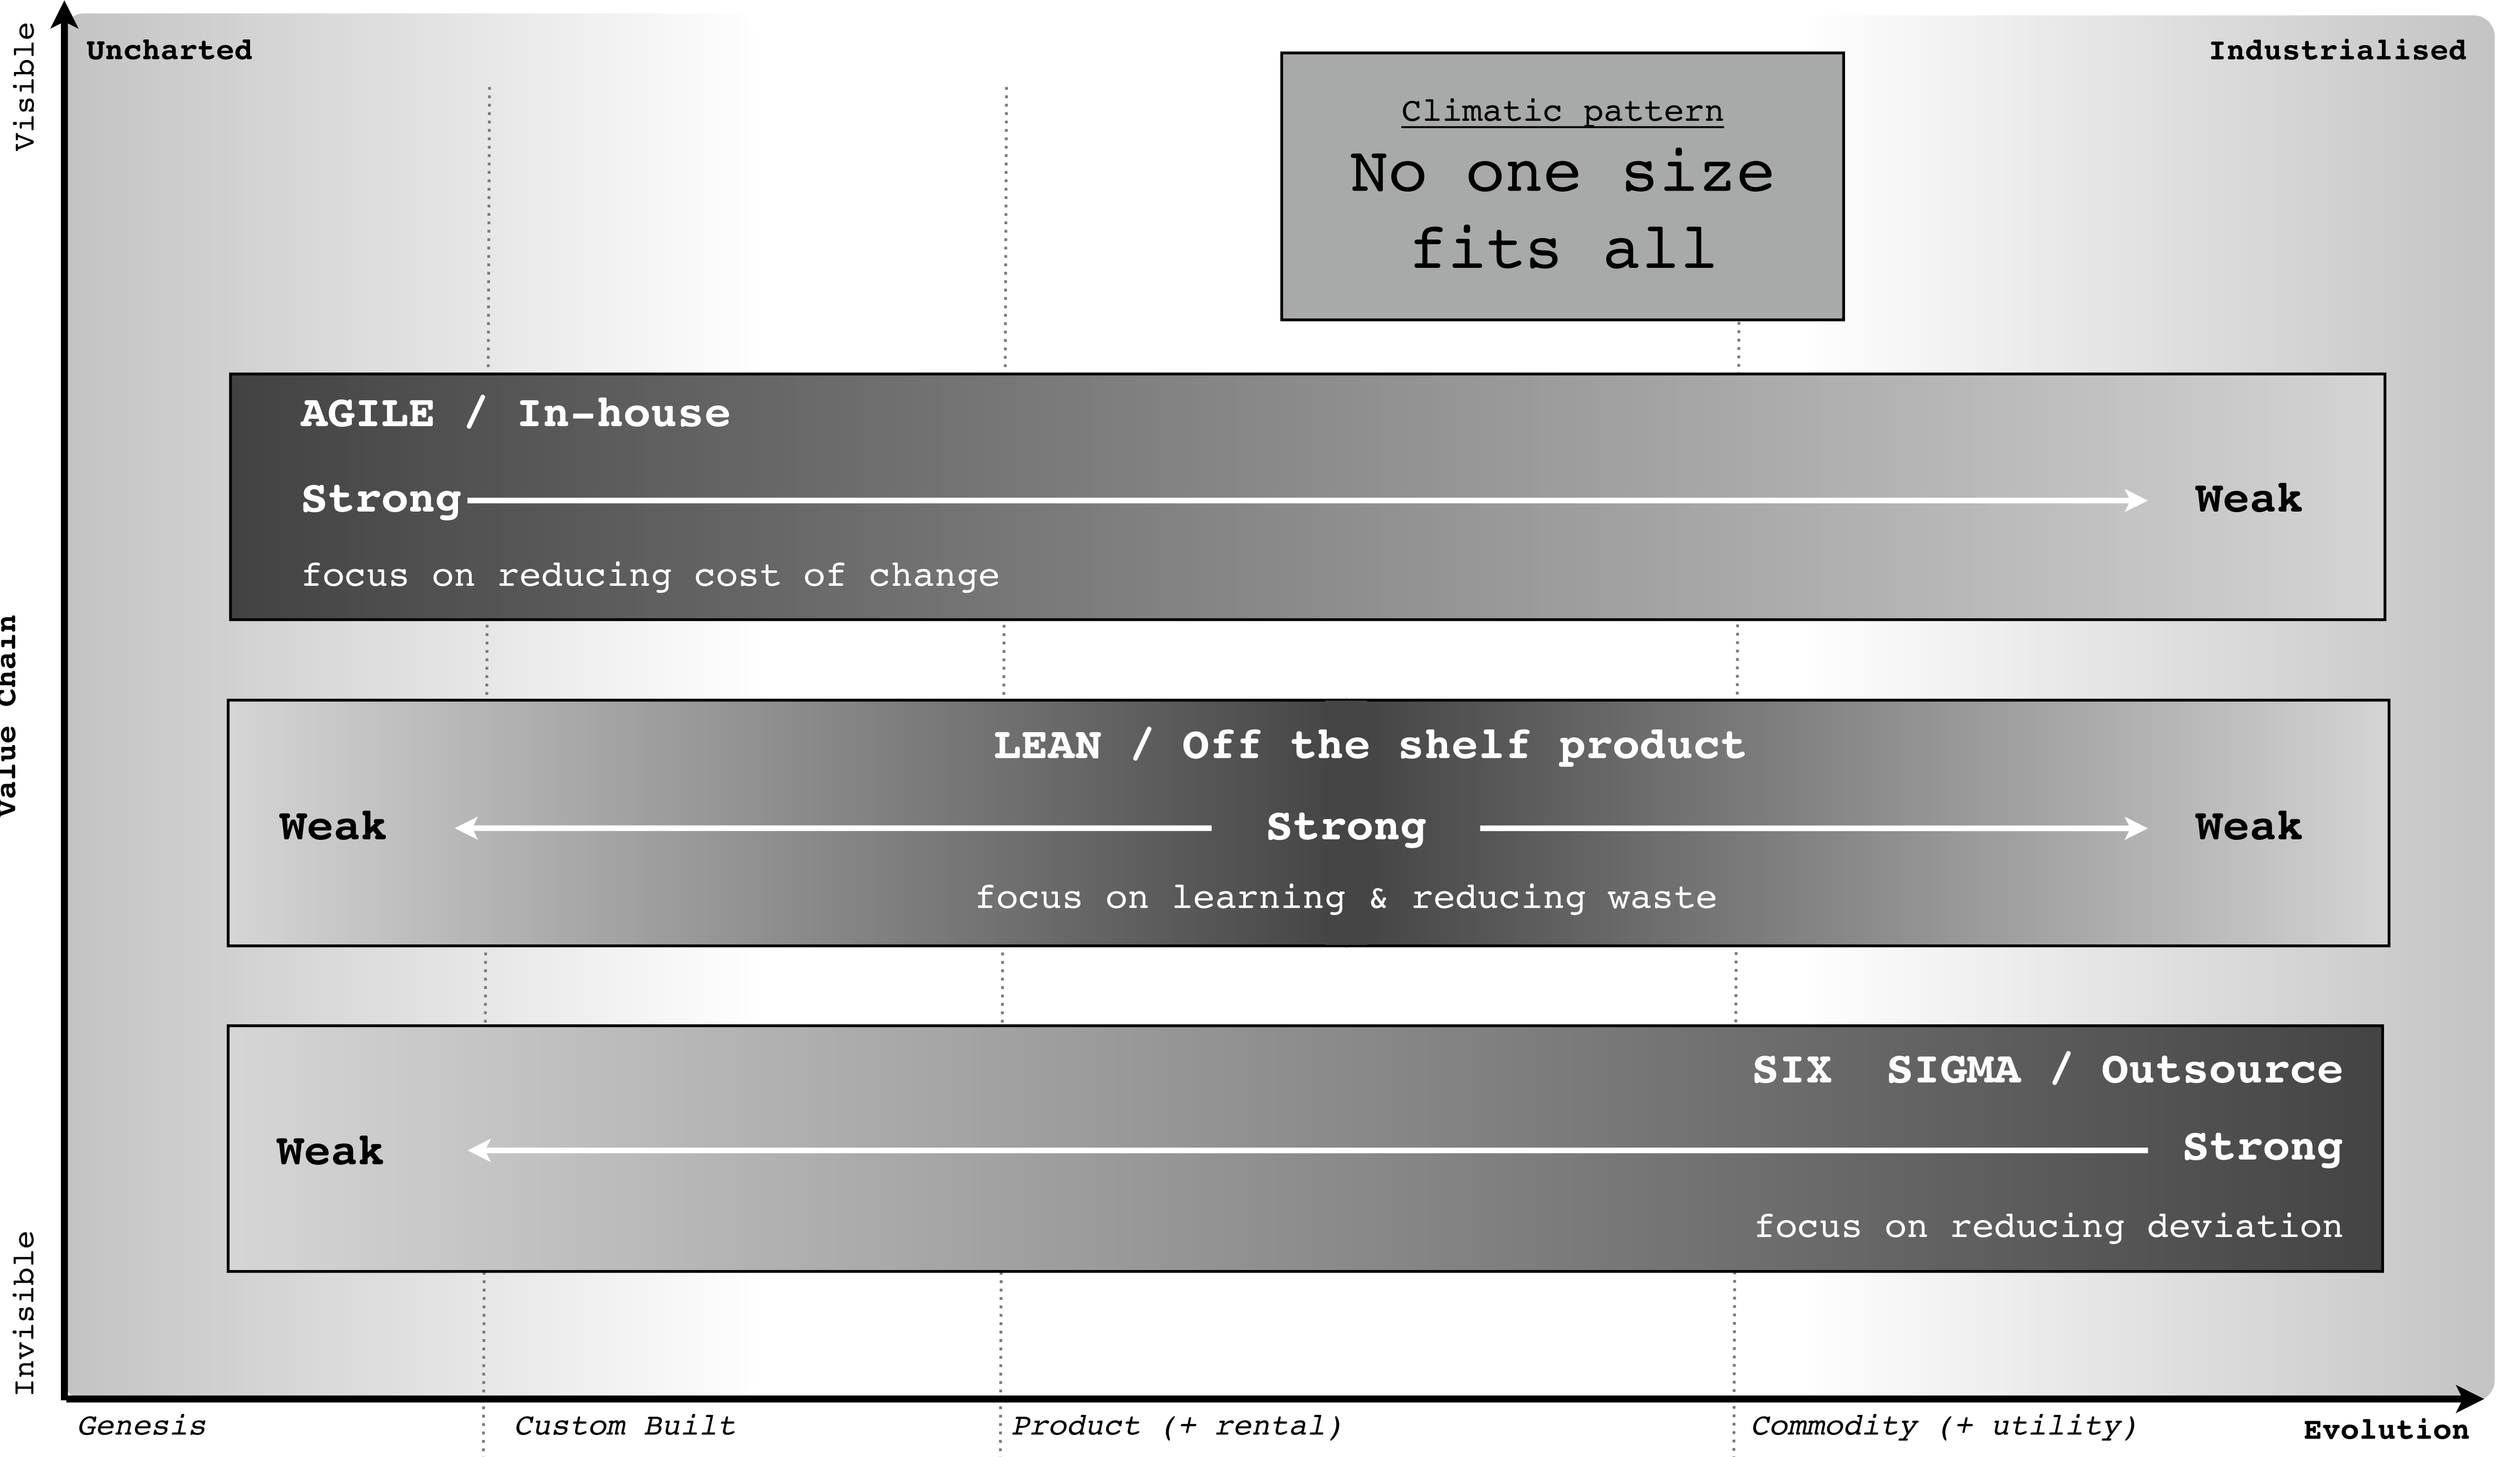 Visible
Uncharted
Industrialised
Climatic pattern
No one size
fits all
AGILE / In-house
Strong
Weak
focus on reducing cost of change
Value Chain
LEAN / Off the shelf product
Weak
Strong
Weak
focus on learning & reducing waste
SIX SIGMA / Outsource
Weak
Strong
focus on reducing deviation
Invisible
Genesis
Custom Built
Product (+ rental)
Commodity (+ utility)
Evolution